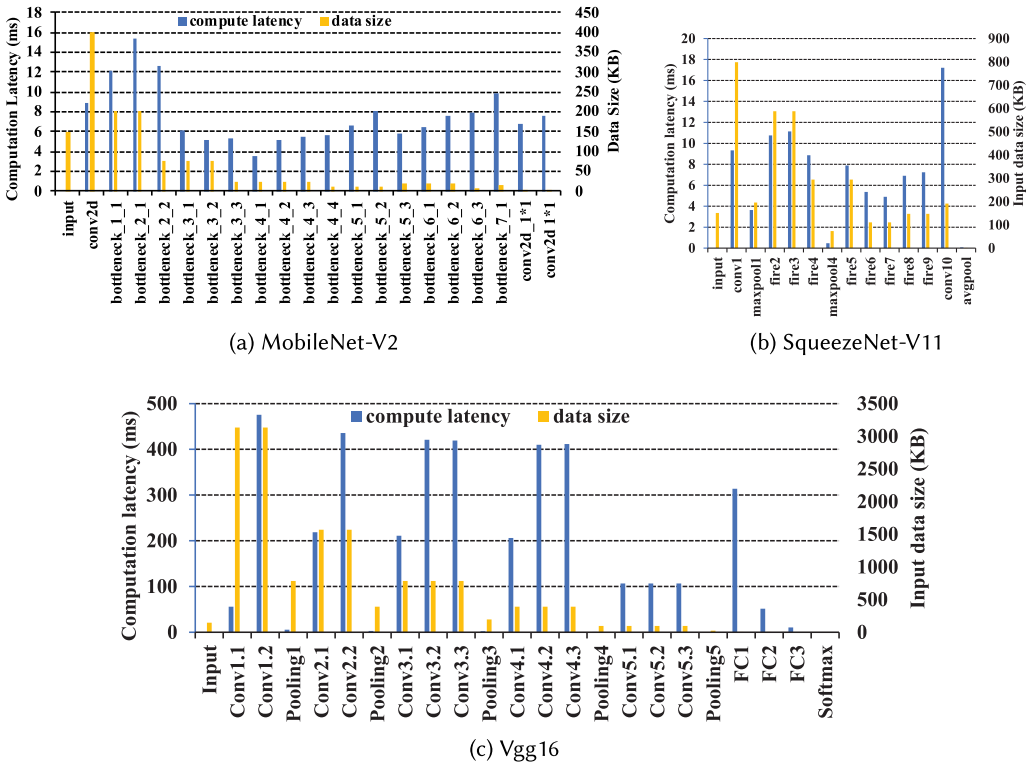 compute latency data size
Computation Latency (ms)
18
16
14
12
10
8
6
4
2
0
450
400
350
300
250
200
150
100
50
0
Data Size (KB)
input
conv2d
bottleneck_1_1
bottleneck_2_1
bottleneck_2_2
bottleneck_3_1
bottleneck_3_2
bottleneck_3_3
bottleneck_4_1
bottleneck_4_2
bottleneck_4_3
bottleneck_4_4
bottleneck_5_1
bottleneck_5_2
bottleneck_5_3
bottleneck_6_1
bottleneck_6_2
bottleneck_6_3
bottleneck_7_1
conv2d_1*1
conv2d 1*1
(a) MobileNet-V2
Computation latency (ms)
20
18
16
14
12
10
8
6
4
2
0
900
800
700
600
500
400
300
200
100
0
Input data size (KB)
input
conv1
maxpool1
fire2
fire3
fire4
maxpool4
fire5
fire6
fire7
fire8
fire9
conv10
avgpool
(b) SqueezeNet-V11
compute latency data size
Computation latency (ms)
500
400
300
200
100
0
3500
3000
2500
2000
1500
1000
500
0
Input data size (KB)
Input
Conv1.1
Conv1.2
Pooling1
Conv2.1
Conv2.2
Pooling2
Conv3.1
Conv3.2
Conv3.3
Pooling3
Conv4.1
Conv4.2
Conv4.3
Pooling4
Conv5.1
Conv5.2
Conv5.3
Pooling5
FC1
FC2
FC3
Softmax
(c) Vgg16